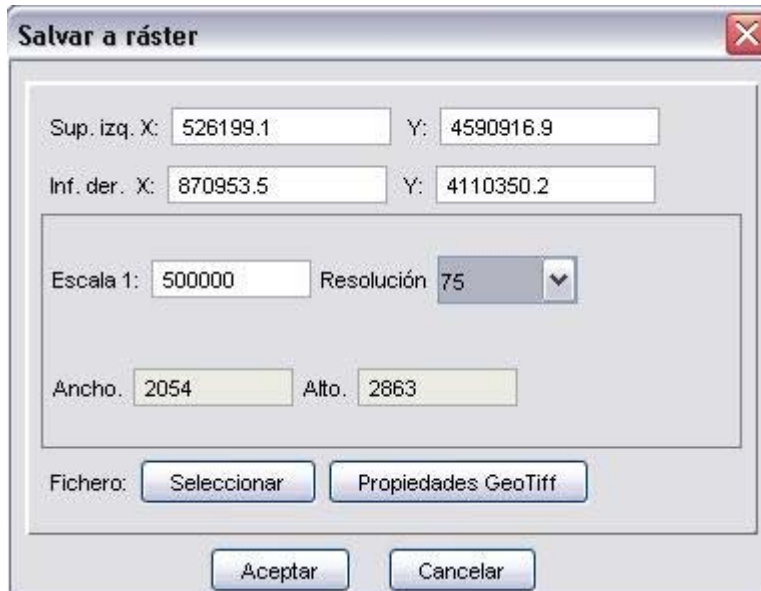 Salvar a ráster
Sup. izq. X: 526199.1 Y: 4590916.9
Inf. der. X: 870953.5 Y: 4110350.2
Escala 1: 500000 Resolución 75
Ancho. 2054 Alto. 2863
Fichero: Seleccionar Propiedades GeoTiff
Aceptar Cancelar